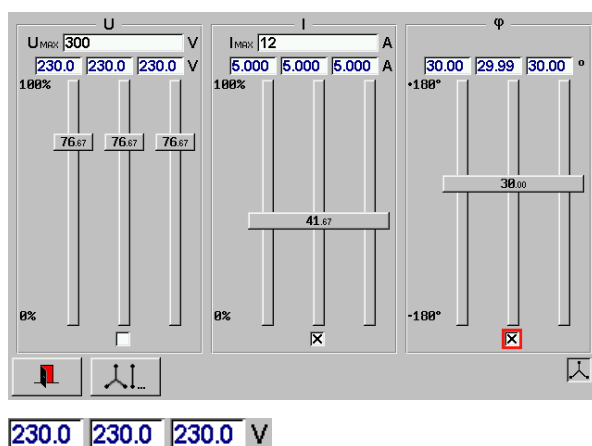 U I φ
UMAX 300 V IMAX 12 A
230.0 230.0 230.0 V 5.000 5.000 5.000 A 30.00 29.99 30.00 °
100% 100% +180°
76.67 76.67 76.67
30.00
41.67
0% 0% -180°
...
230.0 230.0 230.0 V